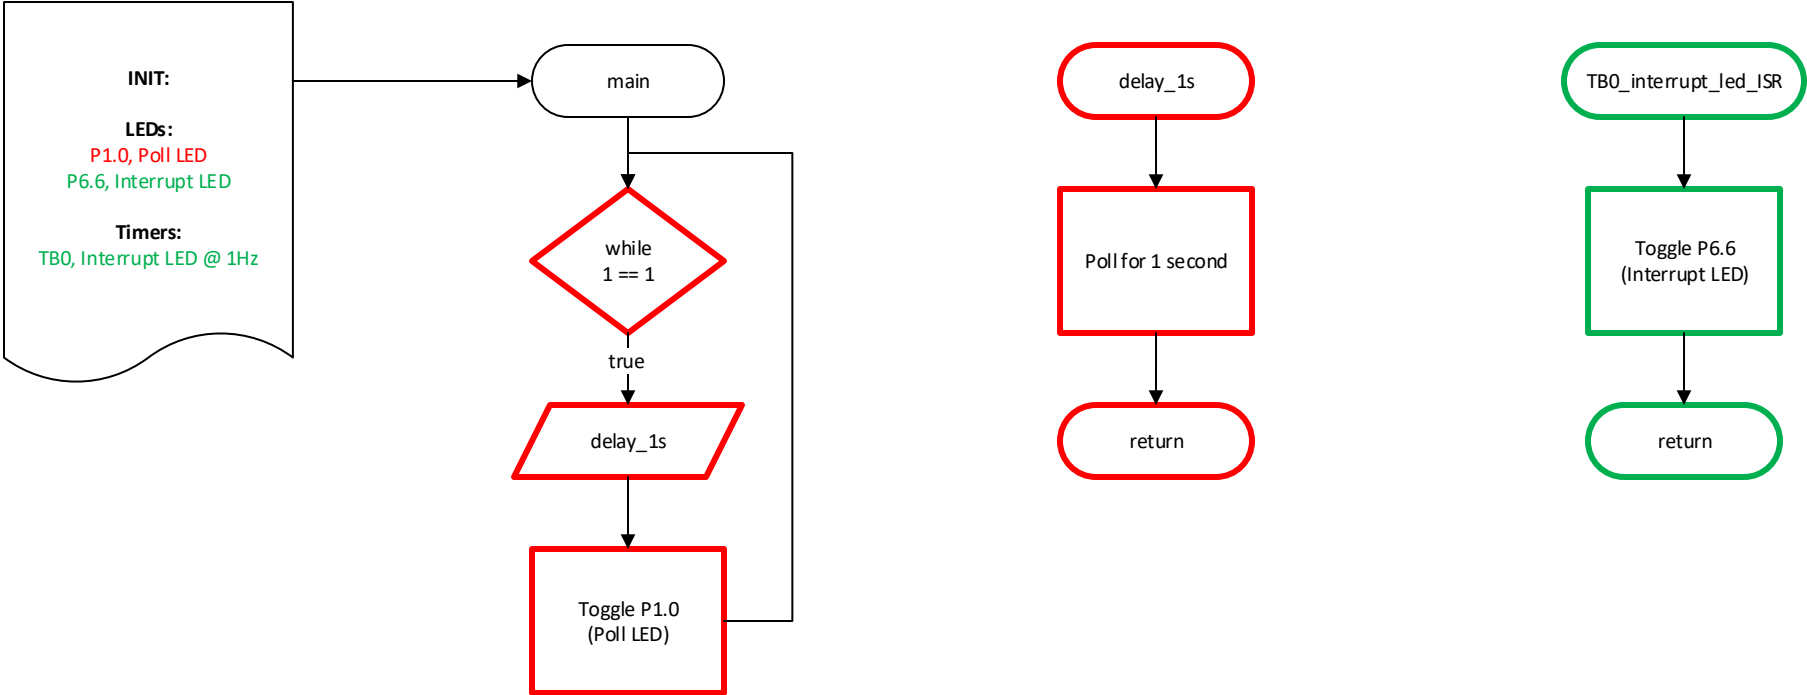 INIT:
LEDs:
P1.0, Poll LED
P6.6, Interrupt LED
Timers:
TB0, Interrupt LED @ 1Hz
main
while
1 == 1
true
delay_1s
Toggle P1.0
(Poll LED)
delay_1s
Poll for 1 second
return
TB0_interrupt_led_ISR
Toggle P6.6
(Interrupt LED)
return